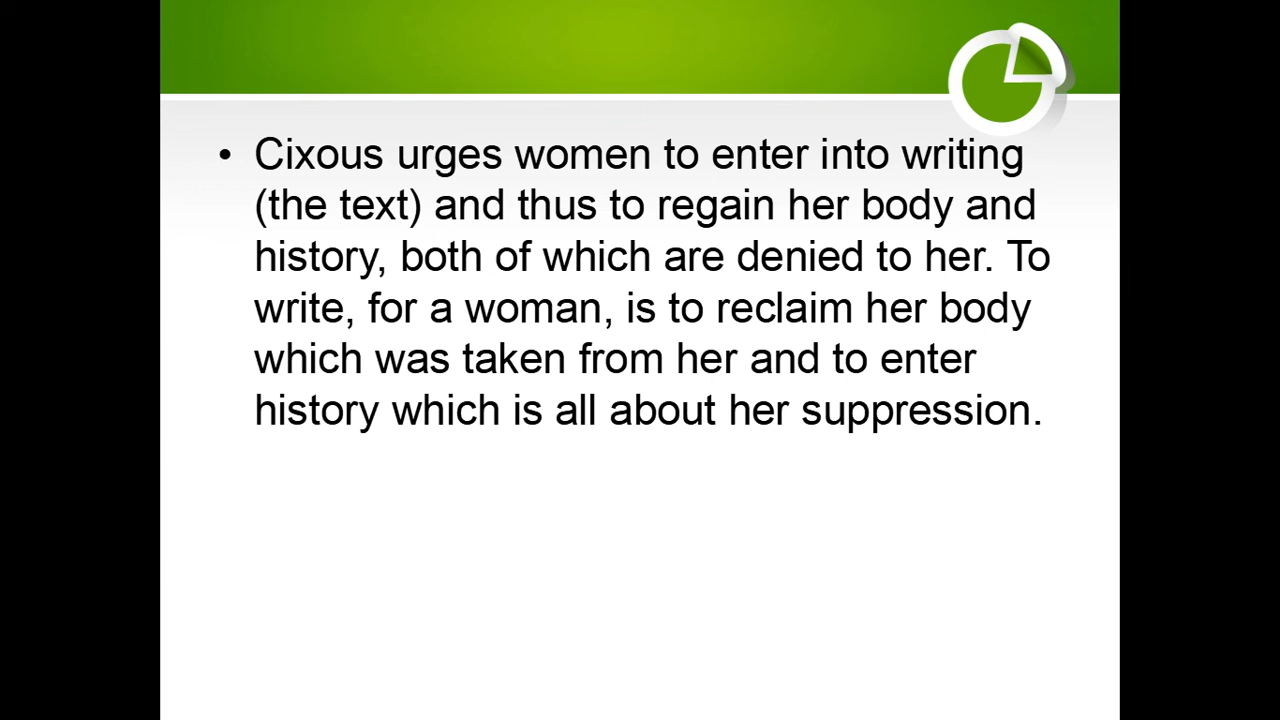 • Cixous urges women to enter into writing
(the text) and thus to regain her body and
history, both of which are denied to her. To
write, for a woman, is to reclaim her body
which was taken from her and to enter
history which is all about her suppression.